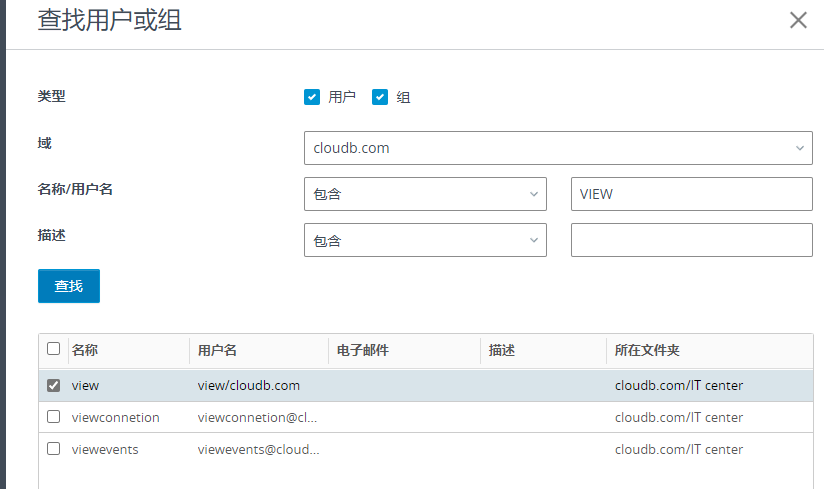 查找用户或组
类型 用户 组
域 cloudb.com
名称/用户名 包含 VIEW
描述 包含
查找
名称 用户名 电子邮件 描述 所在文件夹
view view/cloudb.com cloudb.com/IT center
viewconnetion viewconnetion@cl... cloudb.com/IT center
viewevents viewevents@cloud... cloudb.com/IT center